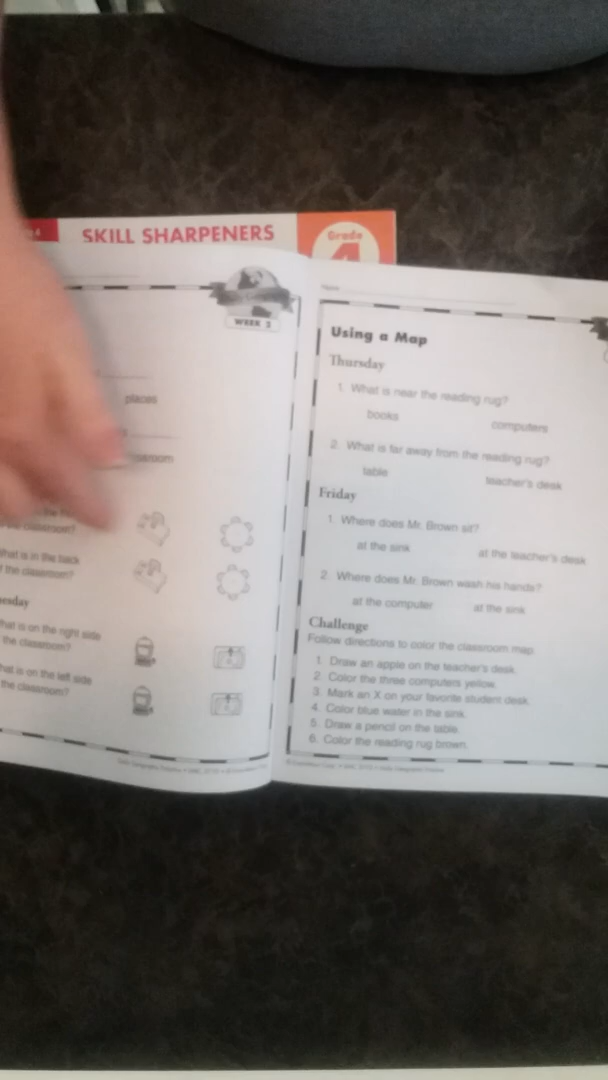 SKILL SHARPENERS
Grade
4
WEEK 2
places
the classroom?
What is in the back
of the classroom?
What is on the right side
the classroom?
What is on the left side
the classroom?
Name
Using a Map
Thursday
1. What is near the reading rug?
books computers
2. What is far away from the reading rug?
table teacher's desk
Friday
1. Where does Mr. Brown sit?
at the sink at the teacher's desk
2. Where does Mr. Brown wash his hands?
at the computer at the sink
Challenge
Follow directions to color the classroom map.
1. Draw an apple on the teacher's desk.
2. Color the three computers yellow.
3. Mark an X on your favorite student desk.
4. Color blue water in the sink.
5. Draw a pencil on the table.
6. Color the reading rug brown.